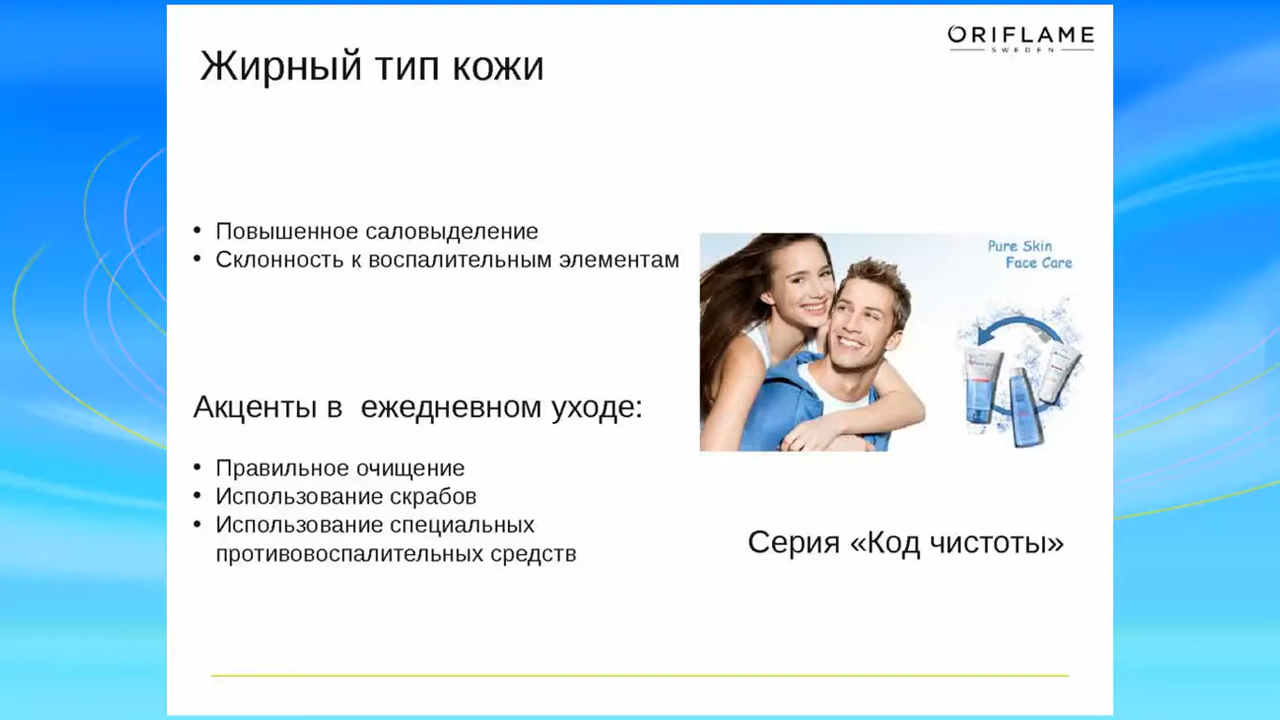 ORIFLAME
SWEDEN
Жирный тип кожи
• Повышенное саловыделение
• Склонность к воспалительным элементам
Pure Skin
Face Care
Акценты в  ежедневном уходе:
• Правильное очищение
• Использование скрабов
• Использование специальных
противовоспалительных средств
Серия «Код чистоты»